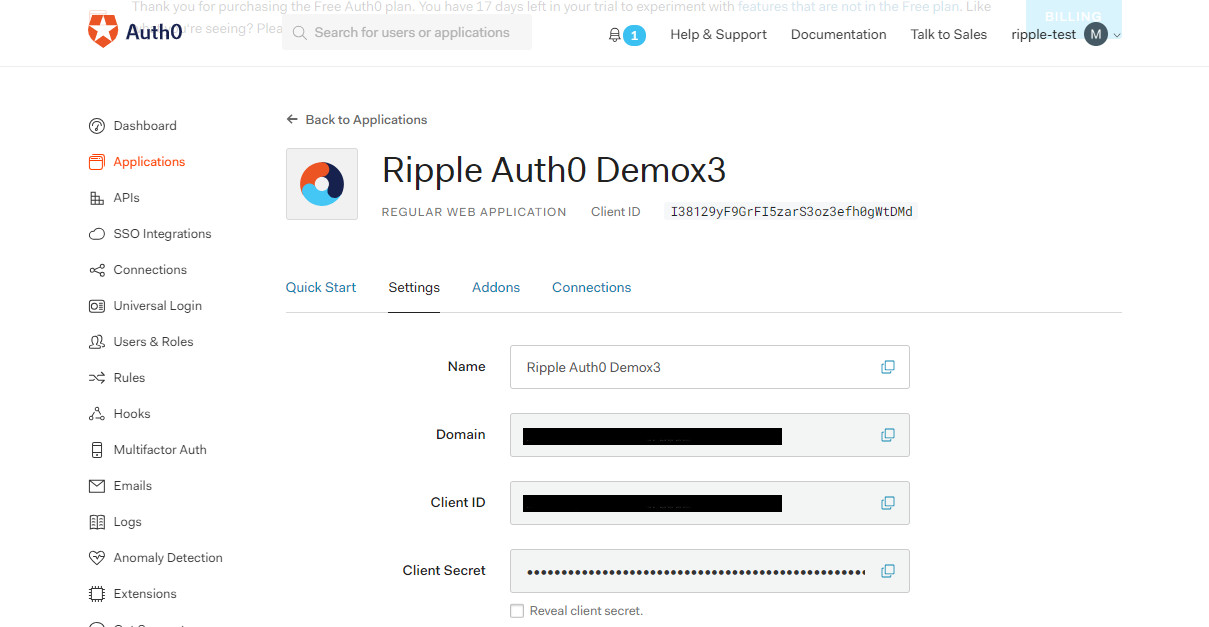 Thank you for purchasing the Free Auth0 plan. You have 17 days left in your trial to experiment with features that are not in the Free plan. Like
you're seeing? Plea
BILLING
Auth0
Search for users or applications
1
Help & Support
Documentation
Talk to Sales
ripple-test
M
Dashboard
Applications
APIs
SSO Integrations
Connections
Universal Login
Users & Roles
Rules
Hooks
Multifactor Auth
Emails
Logs
Anomaly Detection
Extensions
Back to Applications
Ripple Auth0 Demox3
REGULAR WEB APPLICATION
Client ID
I38129yF9GrFI5zarS3oz3efh0gWtDMd
Quick Start
Settings
Addons
Connections
Name
Ripple Auth0 Demox3
Domain
Client ID
Client Secret
Reveal client secret.